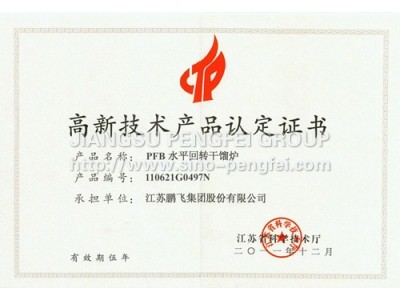 CTP
高新技术产品认定证书
JIANGSU PENGFEI GROUP
产品名称： PFB 水平回转干馏炉
http://www.sino-pengfei.com
产品编号： 110621G0497N
承担单位： 江苏鹏飞集团股份有限公司
江苏省科学技术厅
二〇一一年十二月
有效期伍年